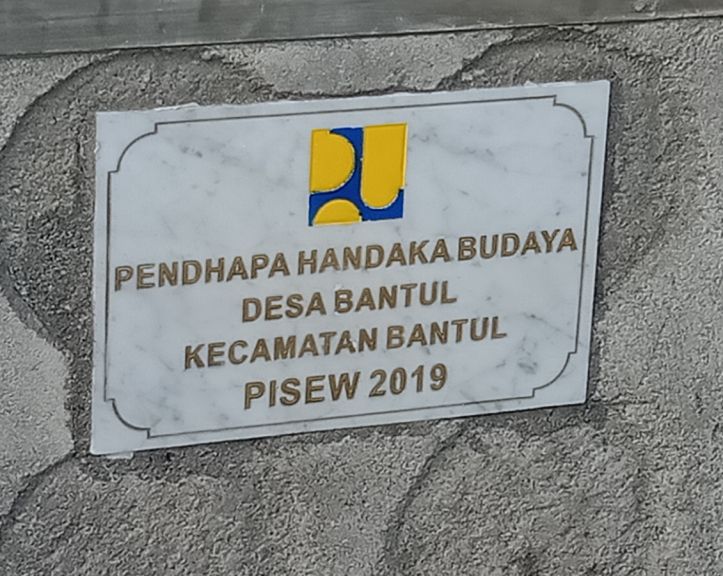 PENDHAPA HANDAKA BUDAYA
DESA BANTUL
KECAMATAN BANTUL
PISEW 2019